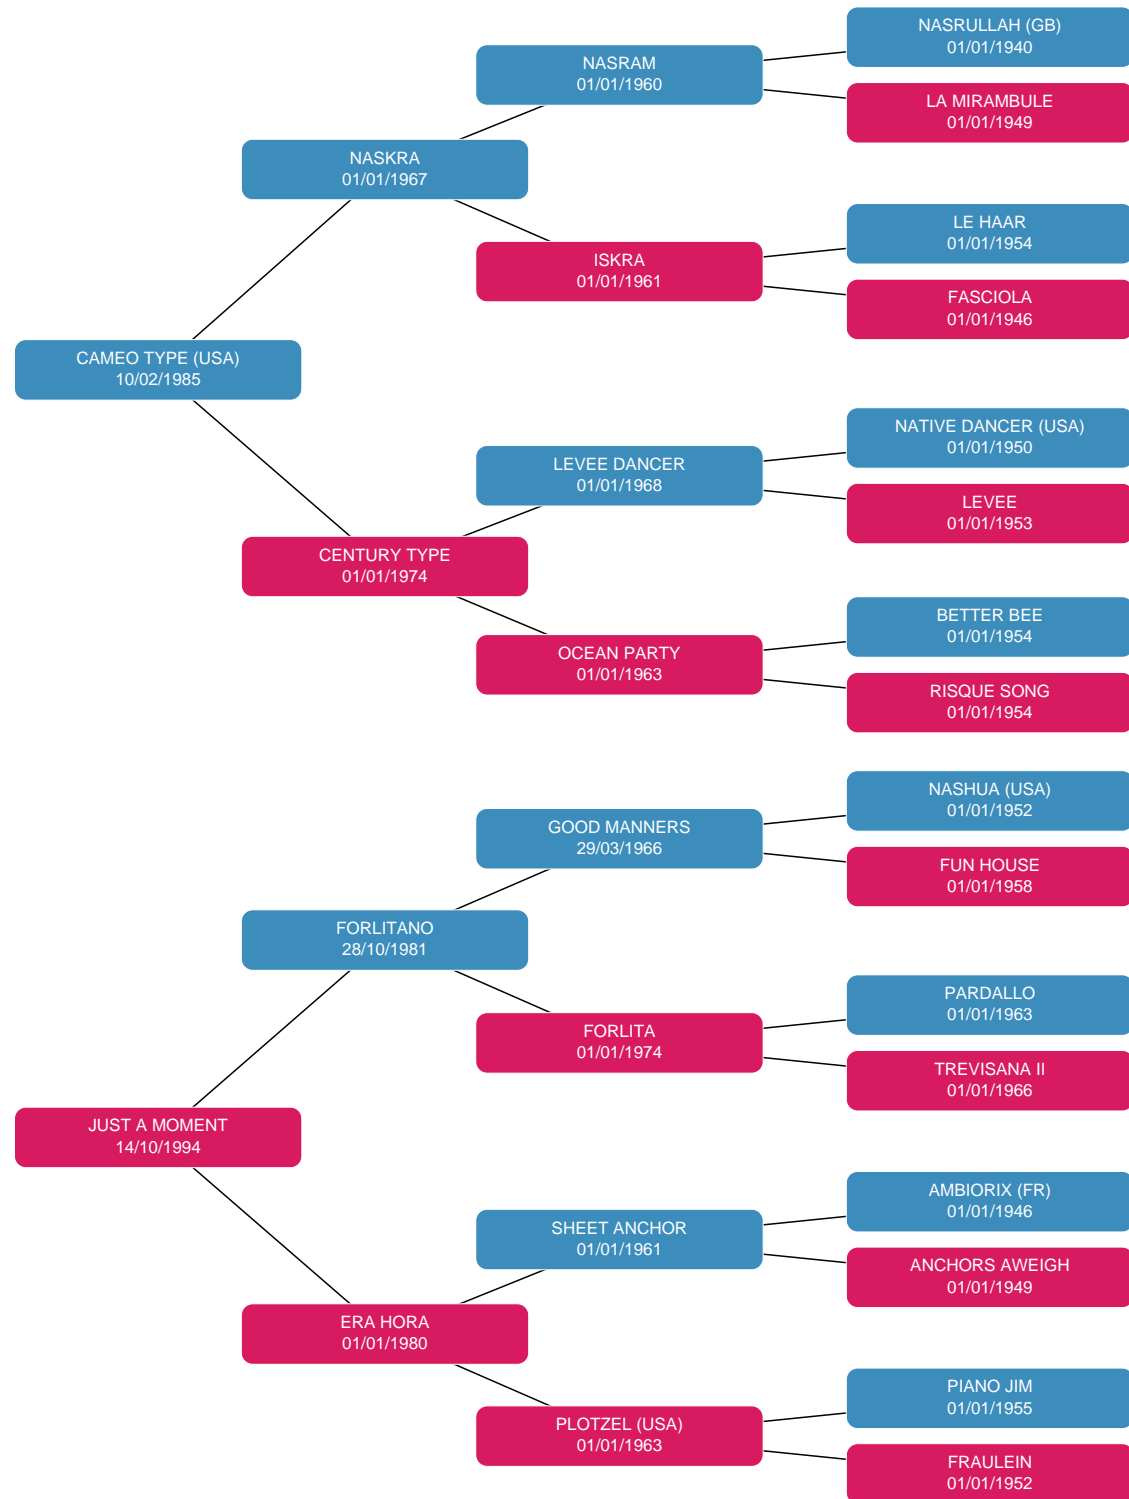 NASRULLAH (GB)
01/01/1940
NASRAM
01/01/1960
LA MIRAMBULE
01/01/1949
NASKRA
01/01/1967
LE HAAR
01/01/1954
ISKRA
01/01/1961
FASCIOLA
01/01/1946
CAMEO TYPE (USA)
10/02/1985
NATIVE DANCER (USA)
01/01/1950
LEVEE DANCER
01/01/1968
LEVEE
01/01/1953
CENTURY TYPE
01/01/1974
BETTER BEE
01/01/1954
OCEAN PARTY
01/01/1963
RISQUE SONG
01/01/1954
NASHUA (USA)
01/01/1952
GOOD MANNERS
29/03/1966
FUN HOUSE
01/01/1958
FORLITANO
28/10/1981
PARDALLO
01/01/1963
FORLITA
01/01/1974
TREVISANA II
01/01/1966
JUST A MOMENT
14/10/1994
AMBIORIX (FR)
01/01/1946
SHEET ANCHOR
01/01/1961
ANCHORS AWEIGH
01/01/1949
ERA HORA
01/01/1980
PIANO JIM
01/01/1955
PLOTZEL (USA)
01/01/1963
FRAULEIN
01/01/1952